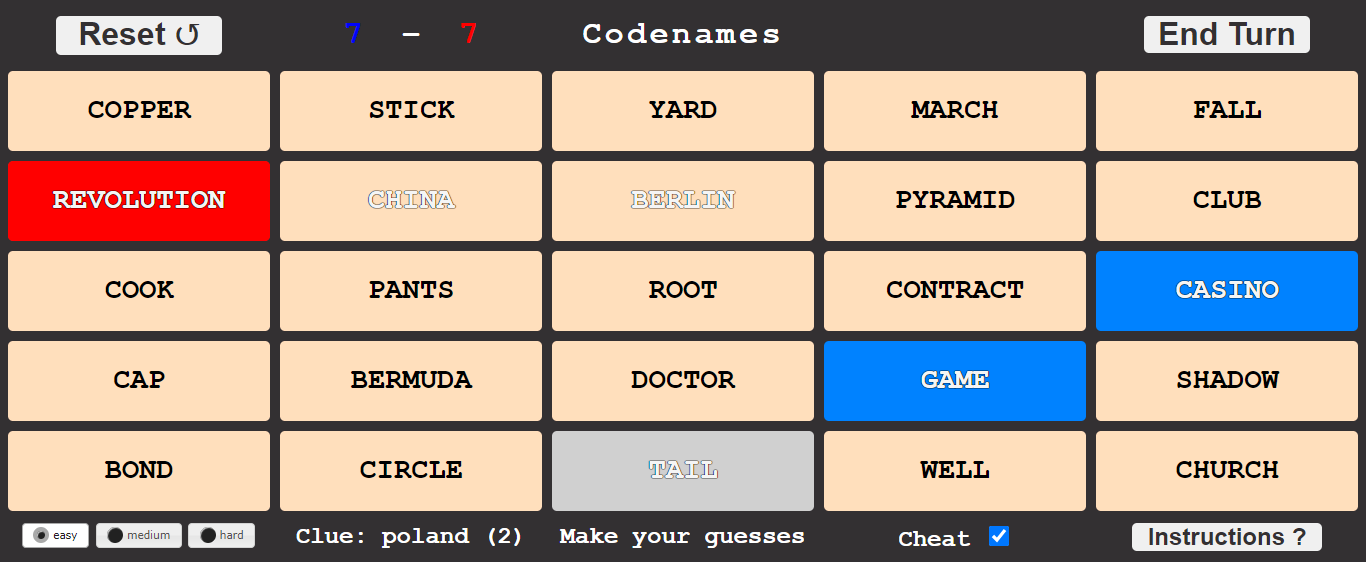 Reset ↺ 7 – 7 Codenames End Turn
COPPER STICK YARD MARCH FALL
REVOLUTION CHINA BERLIN PYRAMID CLUB
COOK PANTS ROOT CONTRACT CASINO
CAP BERMUDA DOCTOR GAME SHADOW
BOND CIRCLE TAIL WELL CHURCH
easy medium hard Clue: poland (2) Make your guesses Cheat Instructions ?